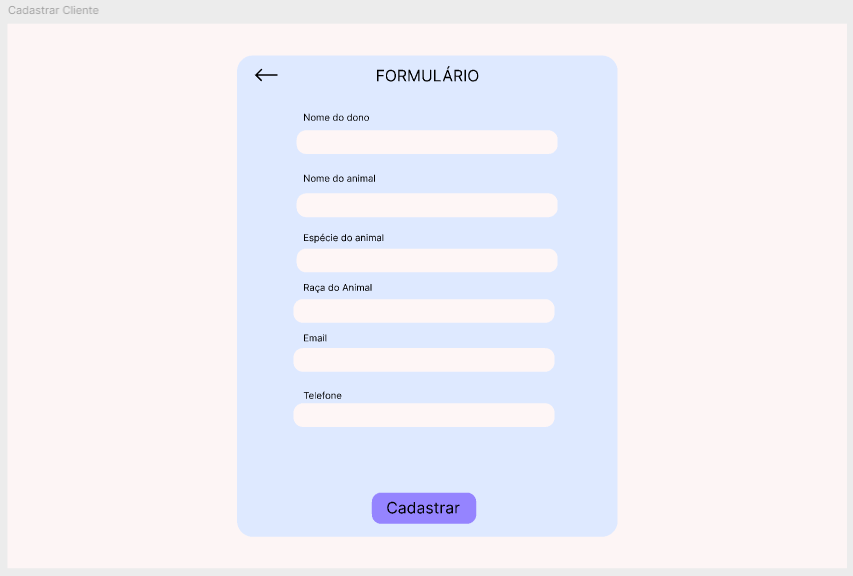 Cadastrar Cliente
FORMULÁRIO
Nome do dono
Nome do animal
Espécie do animal
Raça do Animal
Email
Telefone
Cadastrar